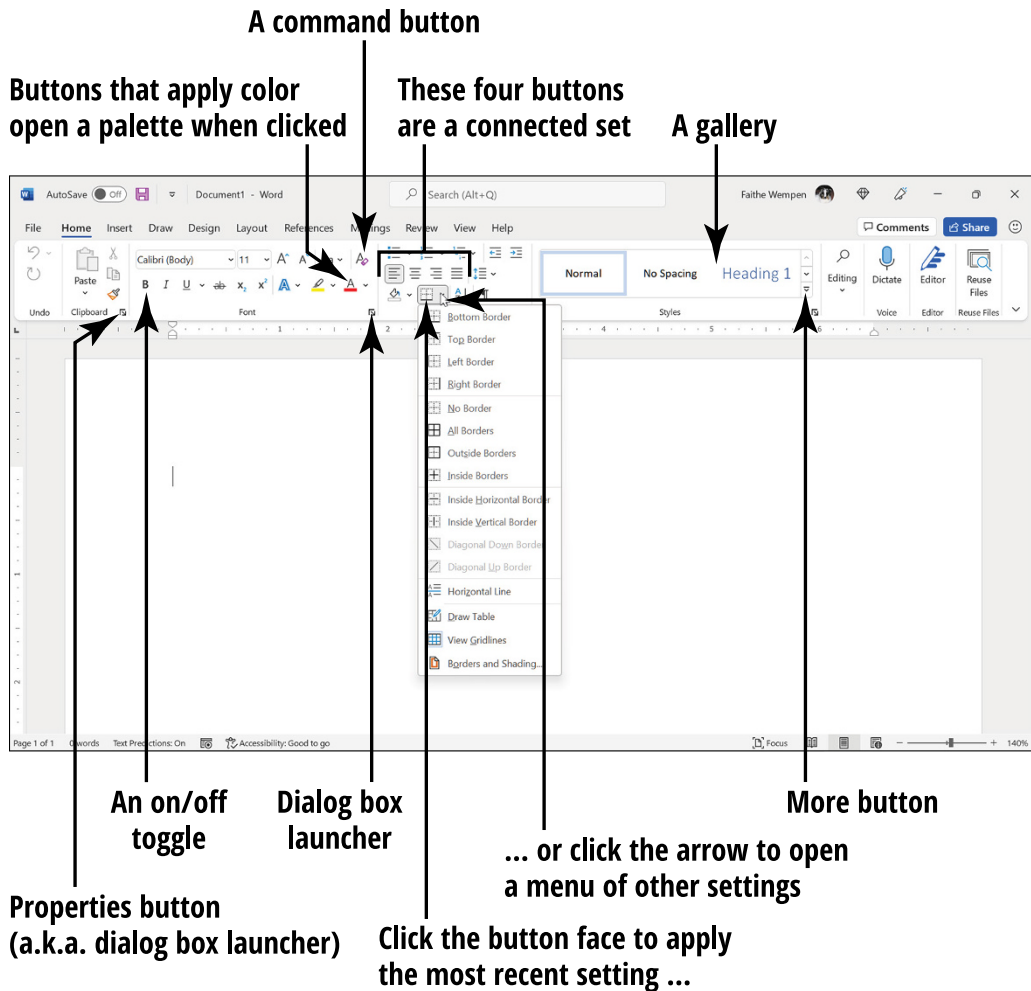 A command button
Buttons that apply color
open a palette when clicked
These four buttons
are a connected set
A gallery
AutoSave Off Document1 - Word Search (Alt+Q) Faithe Wempen
File Home Insert Draw Design Layout References Review View Help Comments Share
Calibri (Body) 11
Paste
Normal No Spacing Heading 1
Editing Dictate Editor Reuse
Files
Undo Clipboard Font Styles Voice Editor Reuse Files
1 2 4 5 6
Bottom Border
Top Border
Left Border
Right Border
No Border
All Borders
Outside Borders
Inside Borders
Inside Horizontal Border
Inside Vertical Border
Diagonal Down Border
Diagonal Up Border
Horizontal Line
Draw Table
View Gridlines
Borders and Shading...
1
2
Page 1 of 1 0 words Text Predictions: On Accessibility: Good to go Focus 140%
An on/off
toggle
Dialog box
launcher
More button
... or click the arrow to open
a menu of other settings
Properties button
(a.k.a. dialog box launcher)
Click the button face to apply
the most recent setting ...